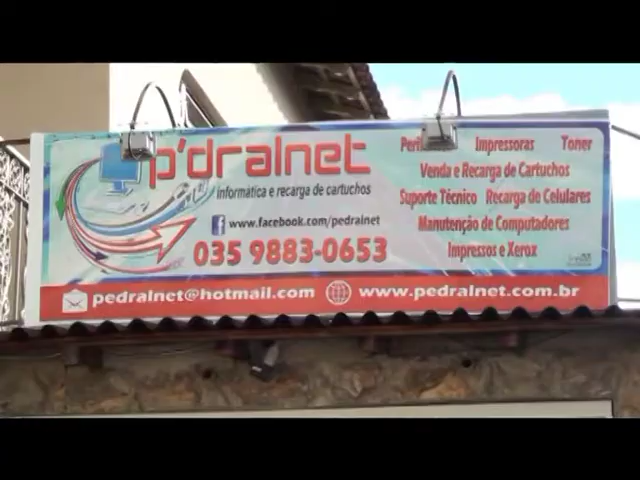 p'dralnet
informática e recarga de cartuchos
www.facebook.com/pedralnet
035 9883-0653
Impressoras Toner
Venda e Recarga de Cartuchos
Suporte Técnico Recarga de Celulares
Manutenção de Computadores
Impressos e Xerox
pedralnet@hotmail.com www.pedralnet.com.br